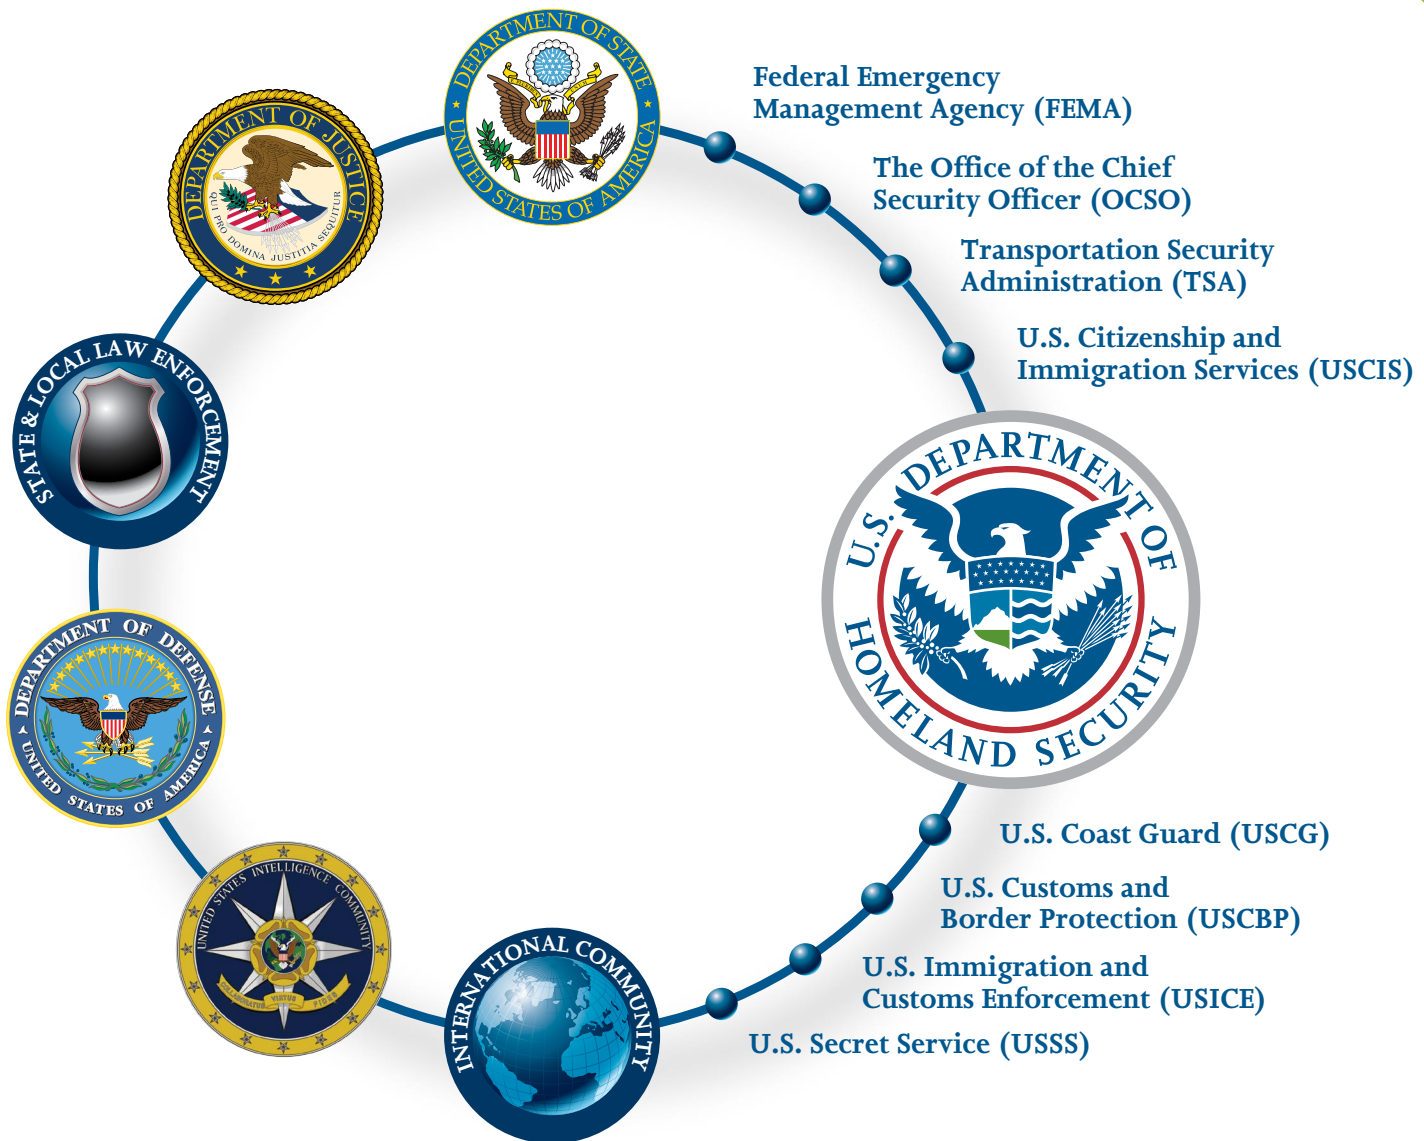 DEPARTMENT OF STATE
UNITED STATES OF AMERICA
Federal Emergency
Management Agency (FEMA)
DEPARTMENT OF JUSTICE
QUI PRO DOMINA JUSTITIA SEQUITUR
The Office of the Chief
Security Officer (OCSO)
Transportation Security
Administration (TSA)
U.S. Citizenship and
Immigration Services (USCIS)
STATE & LOCAL LAW ENFORCEMENT
U.S. DEPARTMENT OF
HOMELAND SECURITY
DEPARTMENT OF DEFENSE
UNITED STATES OF AMERICA
U.S. Coast Guard (USCG)
UNITED STATES INTELLIGENCE COMMUNITY
VIRTUS
FIDES
U.S. Customs and
Border Protection (USCBP)
INTERNATIONAL COMMUNITY
U.S. Immigration and
Customs Enforcement (USICE)
U.S. Secret Service (USSS)